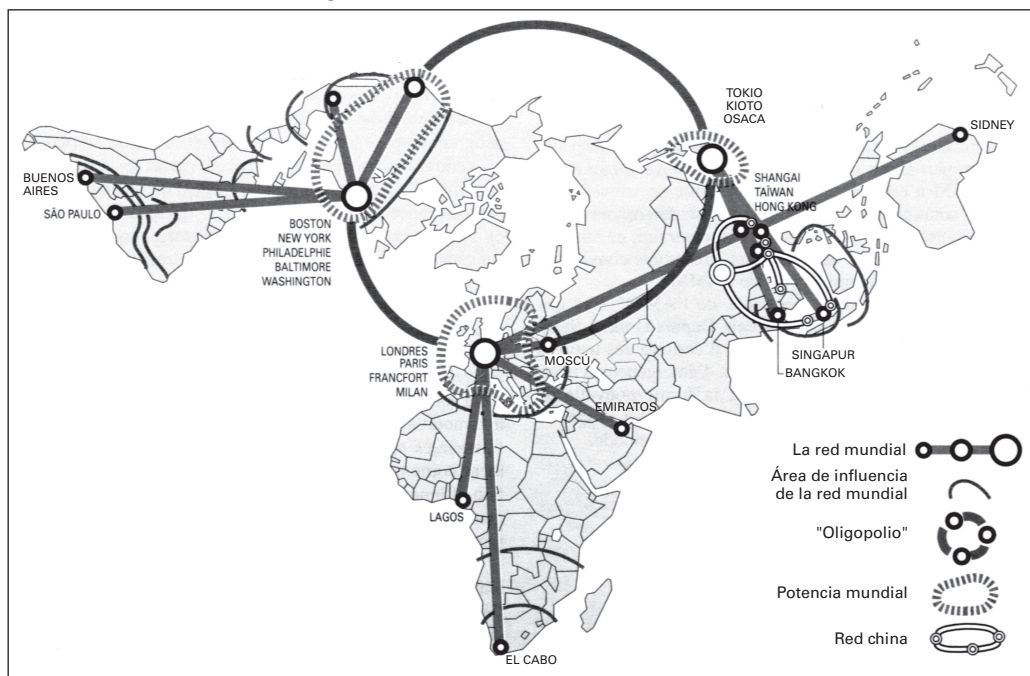 TOKIO
KIOTO
OSACA
SIDNEY
BUENOS
AIRES
SÃO PAULO
SHANGAI
TAÏWAN
HONG KONG
BOSTON
NEW YORK
PHILADELPHIE
BALTIMORE
WASHINGTON
LONDRES
PARIS
FRANCFORT
MILAN
MOSCÚ
SINGAPUR
BANGKOK
EMIRATOS
LAGOS
EL CABO
La red mundial
Área de influencia
de la red mundial
"Oligopolio"
Potencia mundial
Red china